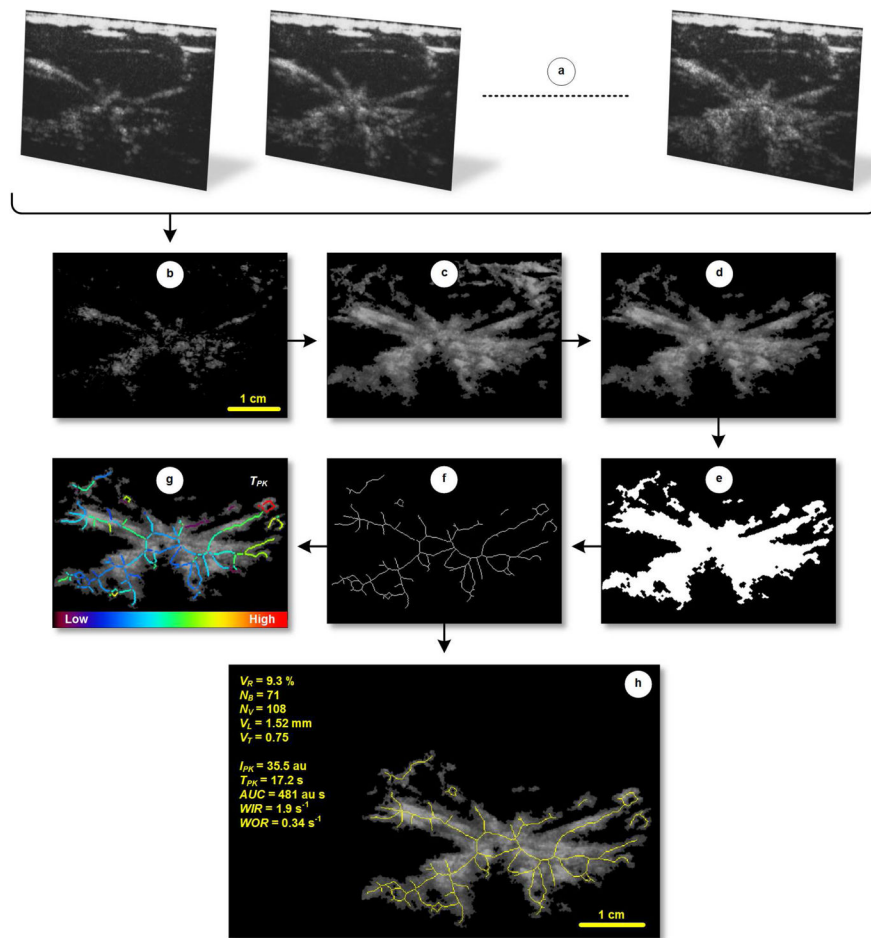 a
b
c
d
1 cm
g
T_PK
f
e
Low
High
h
V_R = 9.3 %
N_B = 71
N_V = 108
V_L = 1.52 mm
V_T = 0.75
I_PK = 35.5 au
T_PK = 17.2 s
AUC = 481 au s
WIR = 1.9 s⁻¹
WOR = 0.34 s⁻¹
1 cm